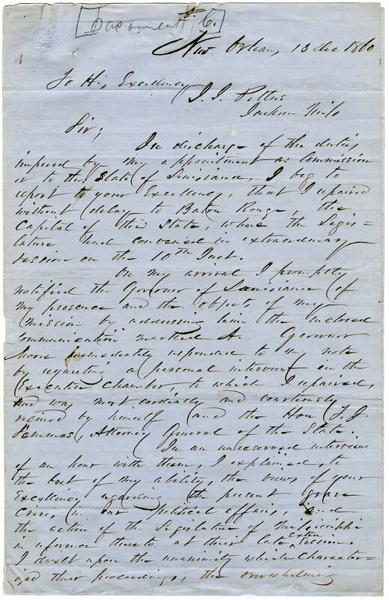 [Document C.]
New Orleans, 13 Dec 1860
To His Excellency
J. J. Pettus
Jackson Miss
Sir;
In discharge of the duties
imposed by my appointment as Commission
er to the State of Louisiana, I beg to
report to your Excellency, that I repaired
without delay to Baton Rouge, the
Capital of this State, where the Legis-
lature had convened in extraordinary
session on the 10th Inst.
On my arrival I promptly
notified the Governor of Louisiana of
my presence and the objects of my
mission by addressing him the enclosed
communication marked A. Governor
Moore immediately responded to my note
by requesting a personal interview in the
Executive Chamber, to which I repaired,
and was most cordially and courteously
received by himself and the Hon
Attorney General of the State.
In an unreserved interview
of an hour with them, I explained, to
the best of my ability, the views of your
Excellency regarding the present grave
Crisis in our political affairs, and
the action of the Legislature of Mississippi
in reference thereto at their late extra session.
I dwelt upon the unanimity which character-
ized their proceedings, the overwhelming